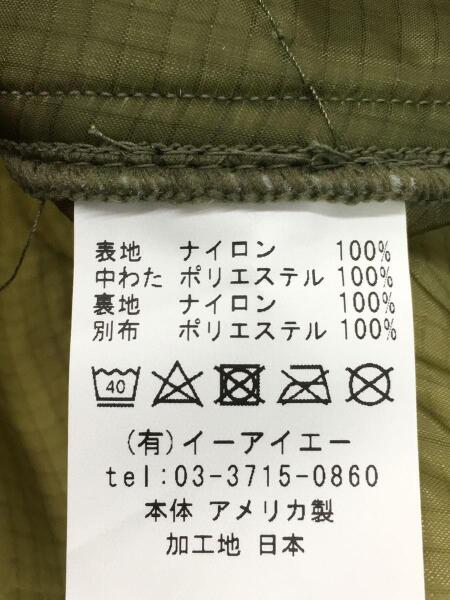 表地 ナイロン 100%
中わた ポリエステル 100%
裏地 ナイロン 100%
別布 ポリエステル 100%
40
(有)イーアイエー
tel:03-3715-0860
本体 アメリカ製
加工地 日本